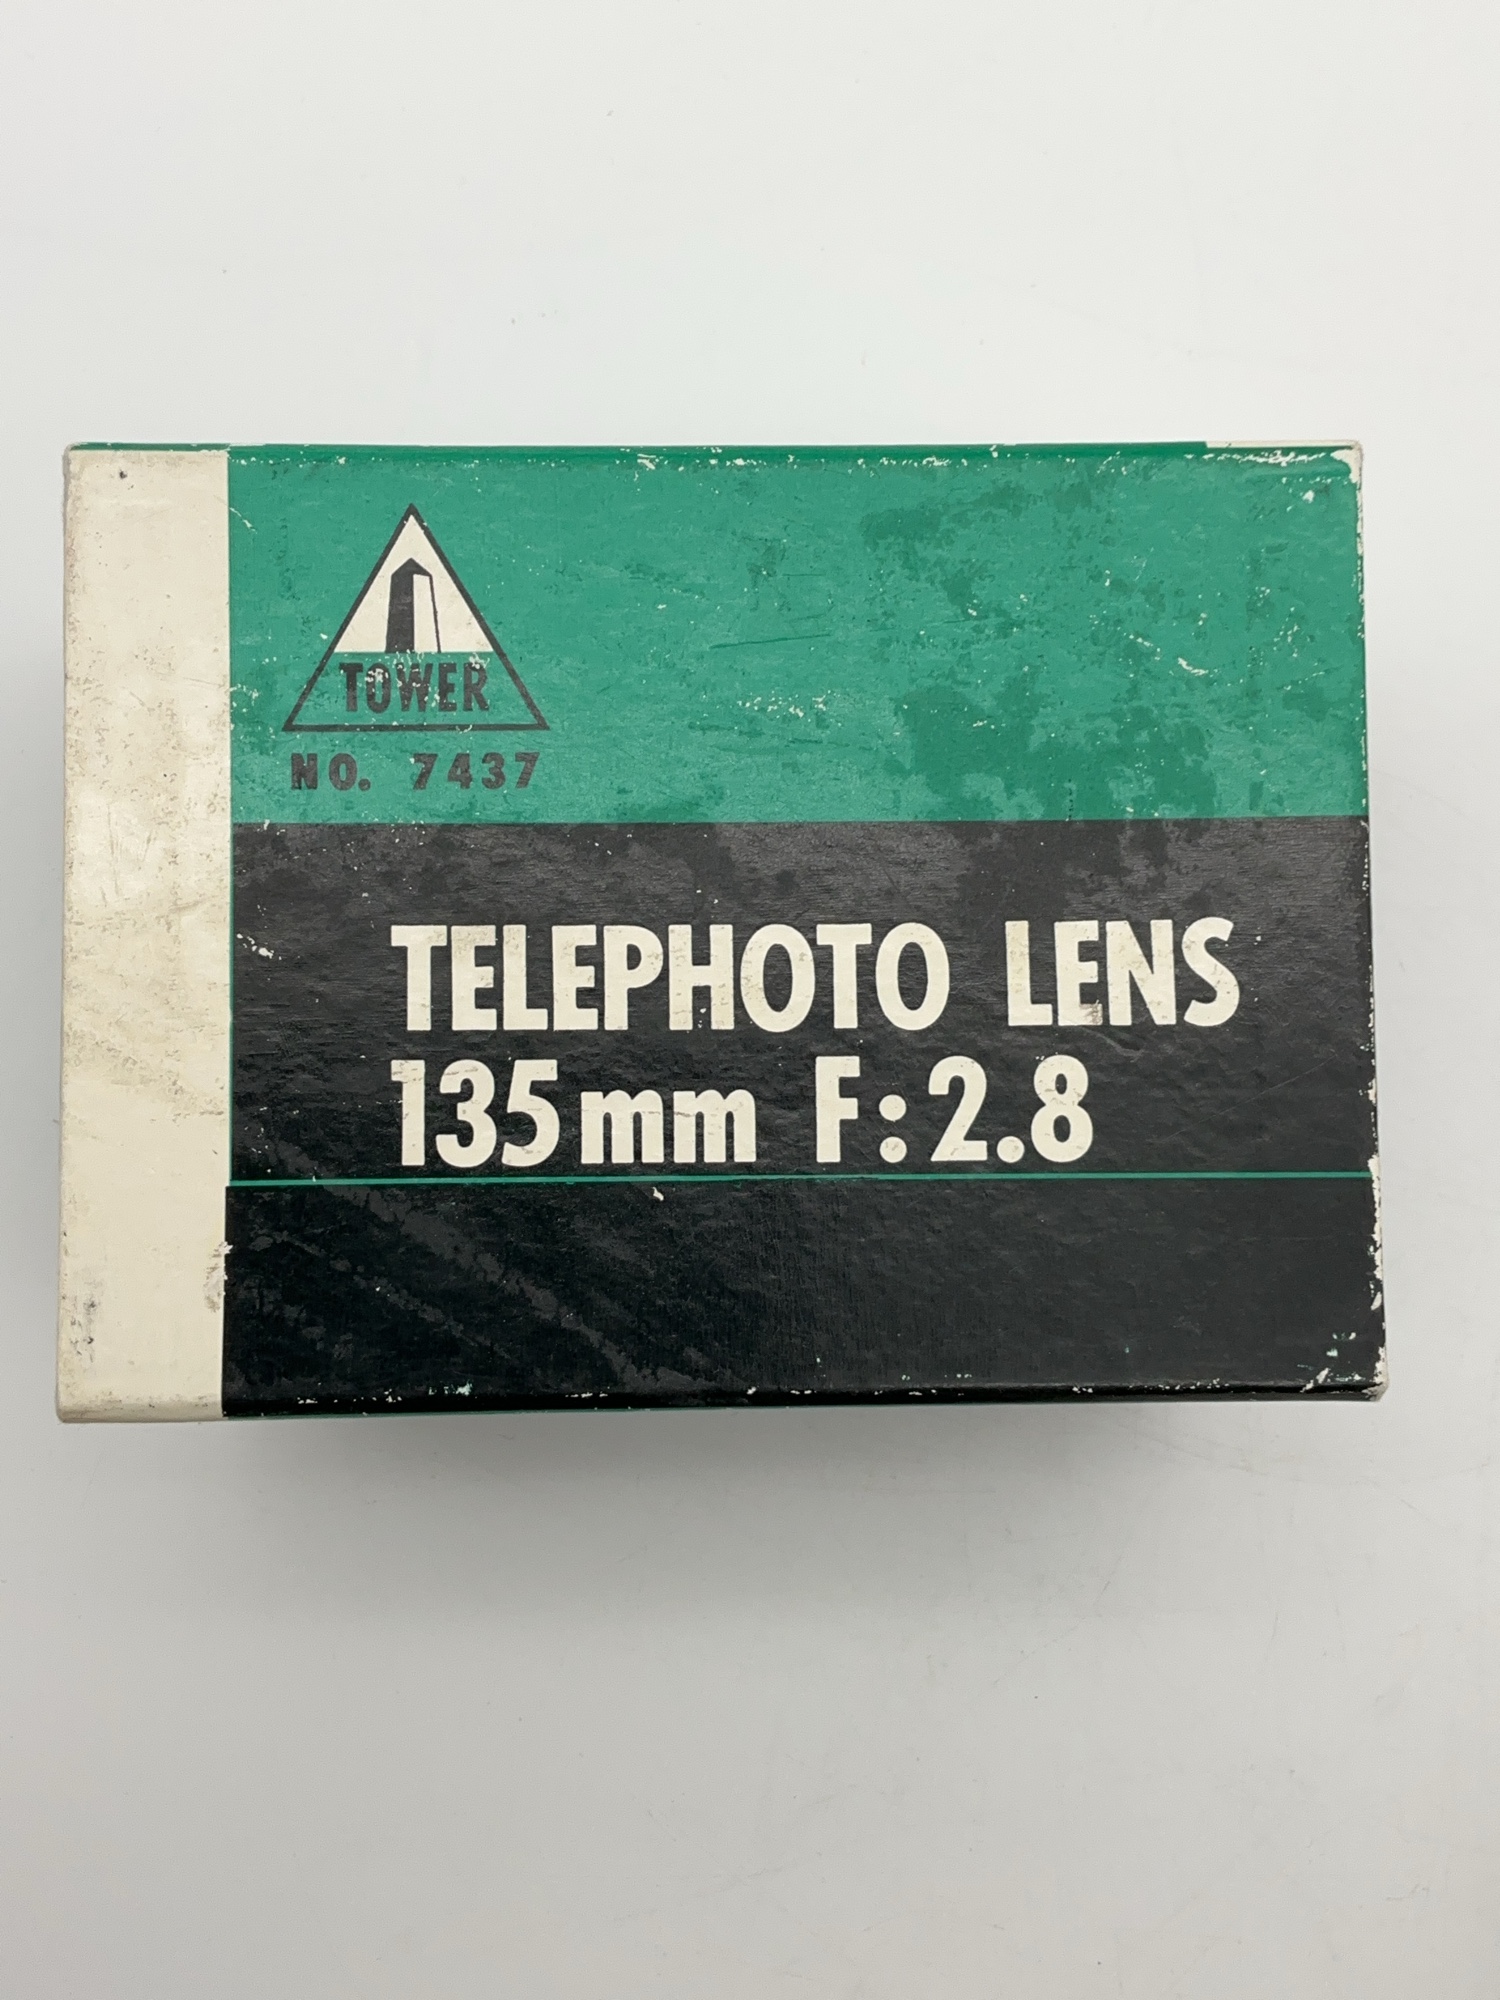 TOWER
NO. 7437
TELEPHOTO LENS
135mm F:2.8